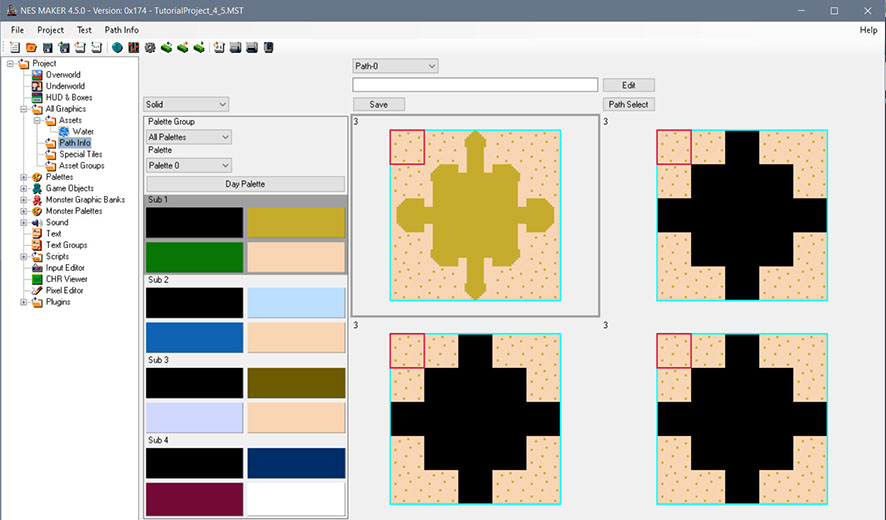 NES MAKER 4.5.0 - Version: 0x174 - TutorialProject_4_5.MST
File Project Test Path Info Help
Project
Overworld
Underworld
HUD & Boxes
All Graphics
Assets
Water
Path Info
Special Tiles
Asset Groups
Palettes
Game Objects
Monster Graphic Banks
Monster Palettes
Sound
Text
Text Groups
Scripts
Input Editor
CHR Viewer
Pixel Editor
Plugins
Solid
Palette Group
All Palettes
Palette
Palette 0
Day Palette
Sub 1
Sub 2
Sub 3
Sub 4
Path-0
Edit
Save
Path Select
3
3
3
3